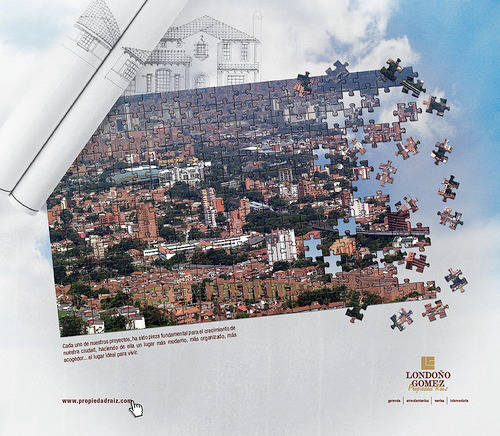 Cada uno de nuestros proyectos, ha sido pieza fundamental para el crecimiento de
nuestra ciudad, haciendo de ella un lugar más moderno, más organizado, más
acogedor... el lugar ideal para vivir.
www.propiedadraiz.com
LONDOÑO
GOMEZ
Propiedad Raíz
gerencia | arrendamientos | ventas | interventoría